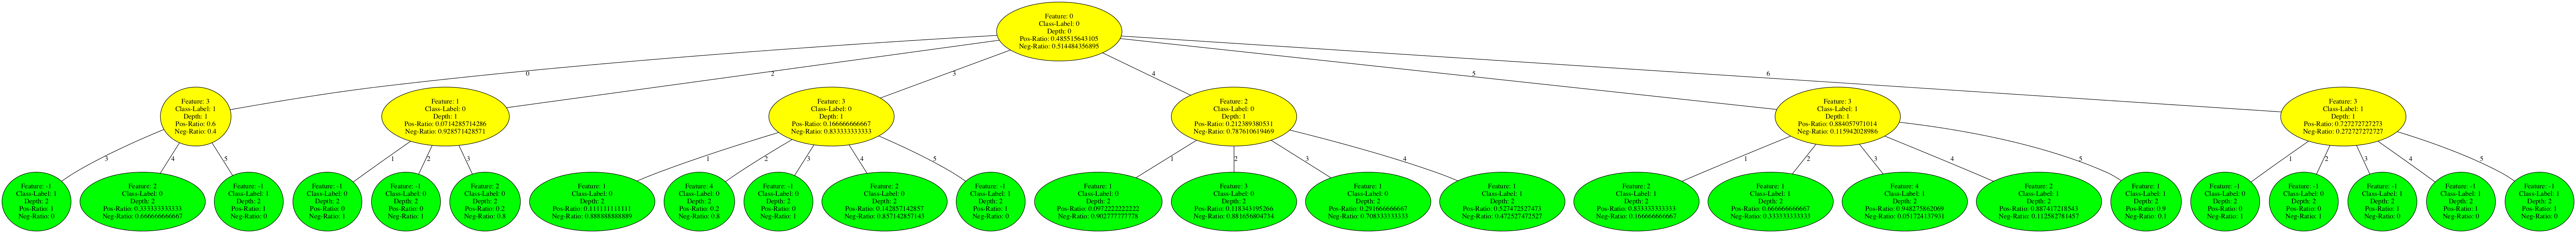 Feature: 0
Class-Label: 0
Depth: 0
Pos-Ratio: 0.485515643105
Neg-Ratio: 0.514484356895
0
2
3
4
5
6
Feature: 3
Class-Label: 1
Depth: 1
Pos-Ratio: 0.6
Neg-Ratio: 0.4
Feature: 1
Class-Label: 0
Depth: 1
Pos-Ratio: 0.0714285714286
Neg-Ratio: 0.928571428571
Feature: 3
Class-Label: 0
Depth: 1
Pos-Ratio: 0.166666666667
Neg-Ratio: 0.833333333333
Feature: 2
Class-Label: 0
Depth: 1
Pos-Ratio: 0.212389380531
Neg-Ratio: 0.787610619469
Feature: 3
Class-Label: 1
Depth: 1
Pos-Ratio: 0.884057971014
Neg-Ratio: 0.115942028986
Feature: 3
Class-Label: 1
Depth: 1
Pos-Ratio: 0.727272727273
Neg-Ratio: 0.272727272727
3
4
5
1
2
3
1
2
3
4
5
1
2
3
4
1
2
3
4
5
1
2
3
4
5
Feature: -1
Class-Label: 1
Depth: 2
Pos-Ratio: 1
Neg-Ratio: 0
Feature: 2
Class-Label: 0
Depth: 2
Pos-Ratio: 0.333333333333
Neg-Ratio: 0.666666666667
Feature: -1
Class-Label: 1
Depth: 2
Pos-Ratio: 1
Neg-Ratio: 0
Feature: -1
Class-Label: 0
Depth: 2
Pos-Ratio: 0
Neg-Ratio: 1
Feature: -1
Class-Label: 0
Depth: 2
Pos-Ratio: 0
Neg-Ratio: 1
Feature: 2
Class-Label: 0
Depth: 2
Pos-Ratio: 0.2
Neg-Ratio: 0.8
Feature: 1
Class-Label: 0
Depth: 2
Pos-Ratio: 0.111111111111
Neg-Ratio: 0.888888888889
Feature: 4
Class-Label: 0
Depth: 2
Pos-Ratio: 0.2
Neg-Ratio: 0.8
Feature: -1
Class-Label: 0
Depth: 2
Pos-Ratio: 0
Neg-Ratio: 1
Feature: 2
Class-Label: 0
Depth: 2
Pos-Ratio: 0.142857142857
Neg-Ratio: 0.857142857143
Feature: -1
Class-Label: 1
Depth: 2
Pos-Ratio: 1
Neg-Ratio: 0
Feature: 1
Class-Label: 0
Depth: 2
Pos-Ratio: 0.0972222222222
Neg-Ratio: 0.902777777778
Feature: 3
Class-Label: 0
Depth: 2
Pos-Ratio: 0.118343195266
Neg-Ratio: 0.881656804734
Feature: 1
Class-Label: 0
Depth: 2
Pos-Ratio: 0.291666666667
Neg-Ratio: 0.708333333333
Feature: 1
Class-Label: 1
Depth: 2
Pos-Ratio: 0.527472527473
Neg-Ratio: 0.472527472527
Feature: 2
Class-Label: 1
Depth: 2
Pos-Ratio: 0.833333333333
Neg-Ratio: 0.166666666667
Feature: 1
Class-Label: 1
Depth: 2
Pos-Ratio: 0.666666666667
Neg-Ratio: 0.333333333333
Feature: 4
Class-Label: 1
Depth: 2
Pos-Ratio: 0.948275862069
Neg-Ratio: 0.051724137931
Feature: 2
Class-Label: 1
Depth: 2
Pos-Ratio: 0.887417218543
Neg-Ratio: 0.112582781457
Feature: 1
Class-Label: 1
Depth: 2
Pos-Ratio: 0.9
Neg-Ratio: 0.1
Feature: -1
Class-Label: 0
Depth: 2
Pos-Ratio: 0
Neg-Ratio: 1
Feature: -1
Class-Label: 0
Depth: 2
Pos-Ratio: 0
Neg-Ratio: 1
Feature: -1
Class-Label: 1
Depth: 2
Pos-Ratio: 1
Neg-Ratio: 0
Feature: -1
Class-Label: 1
Depth: 2
Pos-Ratio: 1
Neg-Ratio: 0
Feature: -1
Class-Label: 1
Depth: 2
Pos-Ratio: 1
Neg-Ratio: 0